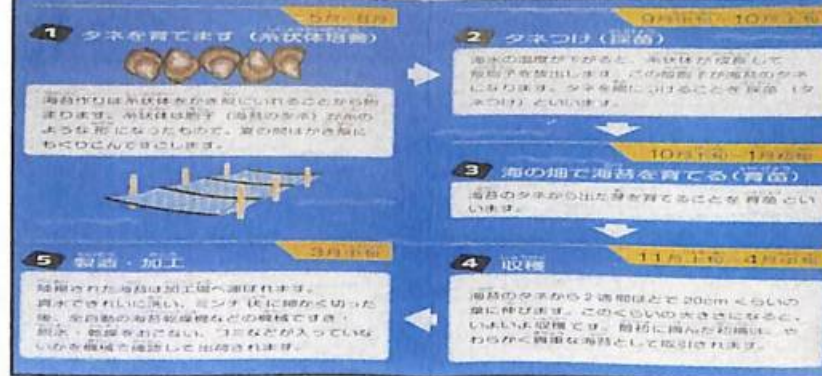 5月-8月
1 タネを育てます(糸状体培養)
海苔作りは糸状体をかき殻にいれることから始
まります。糸状体は胞子(海苔のタネ)が糸の
ような形になったもので、夏の間はかき殻に
もぐりこんですごします。
9月中旬 - 10月上旬
2 タネつけ(採苗)
海水の温度が下がると、糸状体が成長して
殻胞子を放出します。この殻胞子が海苔のタネ
になります。タネを網につけることを採苗(タ
ネつけ)といいます。
10月上旬 - 1月
3 海の畑で海苔を育てる(育苗)
海苔のタネから出た芽を育てることを育苗とい
います。
11月上旬 - 4月中旬
4 収穫
海苔のタネから2週間ほどで20cmくらいの
葉に伸びます。このくらいの大きさになると、
いよいよ収穫です。最初に摘んだ初摘は、や
わらかく貴重な海苔として取引されます。
5 製造・加工
収穫された海苔は加工場へ運ばれます。
真水できれいに洗い、ミンチ状に細かく切った
後、全自動の海苔乾燥機などの機械ですき・
脱水・乾燥をおこない、ゴミなどが入っていな
いかを機械で確認して出荷されます。